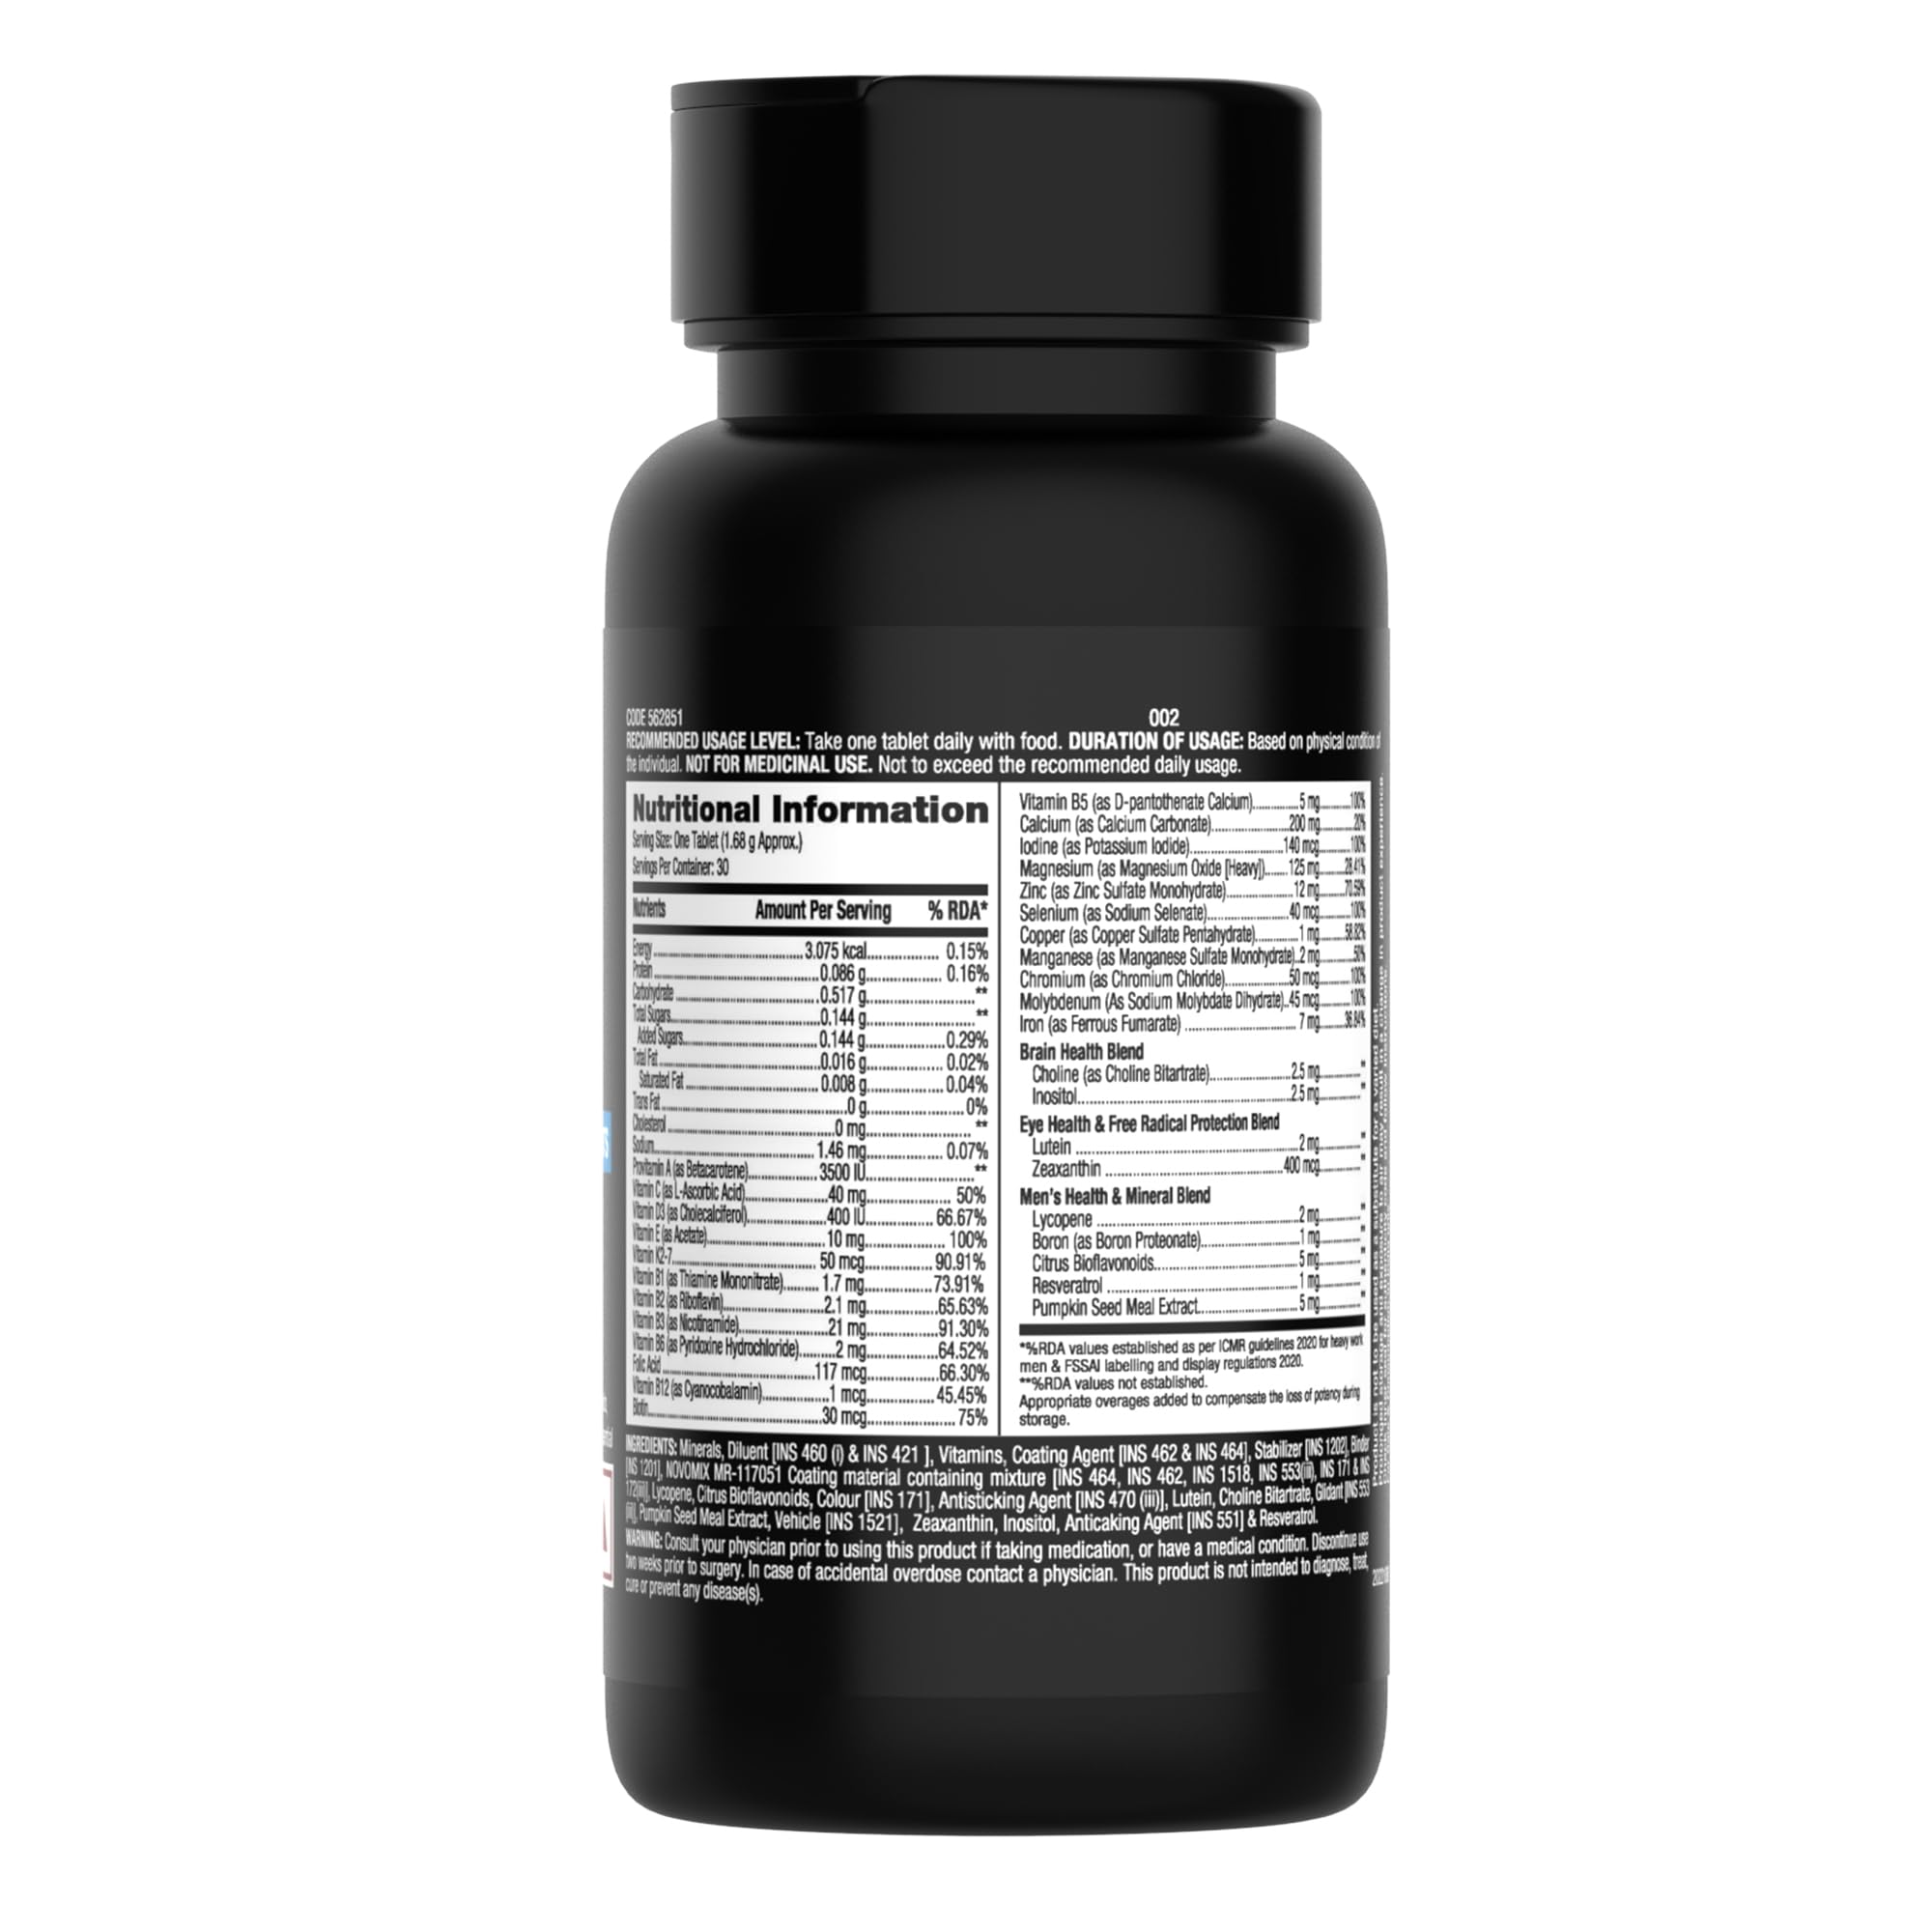 CODE 562851
002
RECOMMENDED USAGE LEVEL: Take one tablet daily with food. DURATION OF USAGE: Based on physical condition of
the individual. NOT FOR MEDICINAL USE. Not to exceed the recommended daily usage.
Nutritional Information
Serving Size: One Tablet (1.68 g Approx.)
Servings Per Container: 30
Nutrients Amount Per Serving % RDA*
Energy 3.075 kcal 0.15%
Protein 0.086 g 0.16%
Carbohydrate 0.517 g **
Total Sugars 0.144 g **
Added Sugars 0.144 g 0.29%
Total Fat 0.016 g 0.02%
Saturated Fat 0.008 g 0.04%
Trans Fat 0 g 0%
Cholesterol 0 mg **
Sodium 1.46 mg 0.07%
Provitamin A (as Betacarotene) 3500 IU **
Vitamin C (as L-Ascorbic Acid) 40 mg 50%
Vitamin D3 (as Cholecalciferol) 400 IU 66.67%
Vitamin E (as Acetate) 10 mg 100%
Vitamin K2-7 50 mcg 90.91%
Vitamin B1 (as Thiamine Mononitrate) 1.7 mg 73.91%
Vitamin B2 (as Riboflavin) 2.1 mg 65.63%
Vitamin B3 (as Nicotinamide) 21 mg 91.30%
Vitamin B6 (as Pyridoxine Hydrochloride) 2 mg 64.52%
Folic Acid 117 mcg 66.30%
Vitamin B12 (as Cyanocobalamin) 1 mcg 45.45%
Biotin 30 mcg 75%
Vitamin B5 (as D-pantothenate Calcium) 5 mg 100%
Calcium (as Calcium Carbonate) 200 mg 20%
Iodine (as Potassium Iodide) 140 mcg 100%
Magnesium (as Magnesium Oxide [Heavy]) 125 mg 28.41%
Zinc (as Zinc Sulfate Monohydrate) 12 mg 70.59%
Selenium (as Sodium Selenate) 40 mcg 100%
Copper (as Copper Sulfate Pentahydrate) 1 mg 58.82%
Manganese (as Manganese Sulfate Monohydrate) 2 mg 50%
Chromium (as Chromium Chloride) 50 mcg 100%
Molybdenum (As Sodium Molybdate Dihydrate) 45 mcg 100%
Iron (as Ferrous Fumarate) 7 mg 36.84%
Brain Health Blend
Choline (as Choline Bitartrate) 2.5 mg **
Inositol 2.5 mg **
Eye Health & Free Radical Protection Blend
Lutein 2 mg **
Zeaxanthin 400 mcg **
Men's Health & Mineral Blend
Lycopene 2 mg **
Boron (as Boron Proteonate) 1 mg **
Citrus Bioflavonoids 5 mg **
Resveratrol 1 mg **
Pumpkin Seed Meal Extract 5 mg **
*%RDA values established as per ICMR guidelines 2020 for heavy work
men & FSSAI labelling and display regulations 2020.
**%RDA values not established.
Appropriate overages added to compensate the loss of potency during
storage.
INGREDIENTS: Minerals, Diluent [INS 460 (i) & INS 421 ], Vitamins, Coating Agent [INS 462 & INS 464], Stabilizer [INS 1202], Binder
[INS 1201], NOVOMIX MR-117051 Coating material containing mixture [INS 464, INS 462, INS 1518, INS 553(iii), INS 171 & INS
172(iii)], Lycopene, Citrus Bioflavonoids, Colour [INS 171], Antisticking Agent [INS 470 (iii)], Lutein, Choline Bitartrate, Glidant [INS 553
(iii)], Pumpkin Seed Meal Extract, Vehicle [INS 1521], Zeaxanthin, Inositol, Anticaking Agent [INS 551] & Resveratrol.
WARNING: Consult your physician prior to using this product if taking medication, or have a medical condition. Discontinue use
two weeks prior to surgery. In case of accidental overdose contact a physician. This product is not intended to diagnose, treat,
cure or prevent any disease(s).
in product experience.